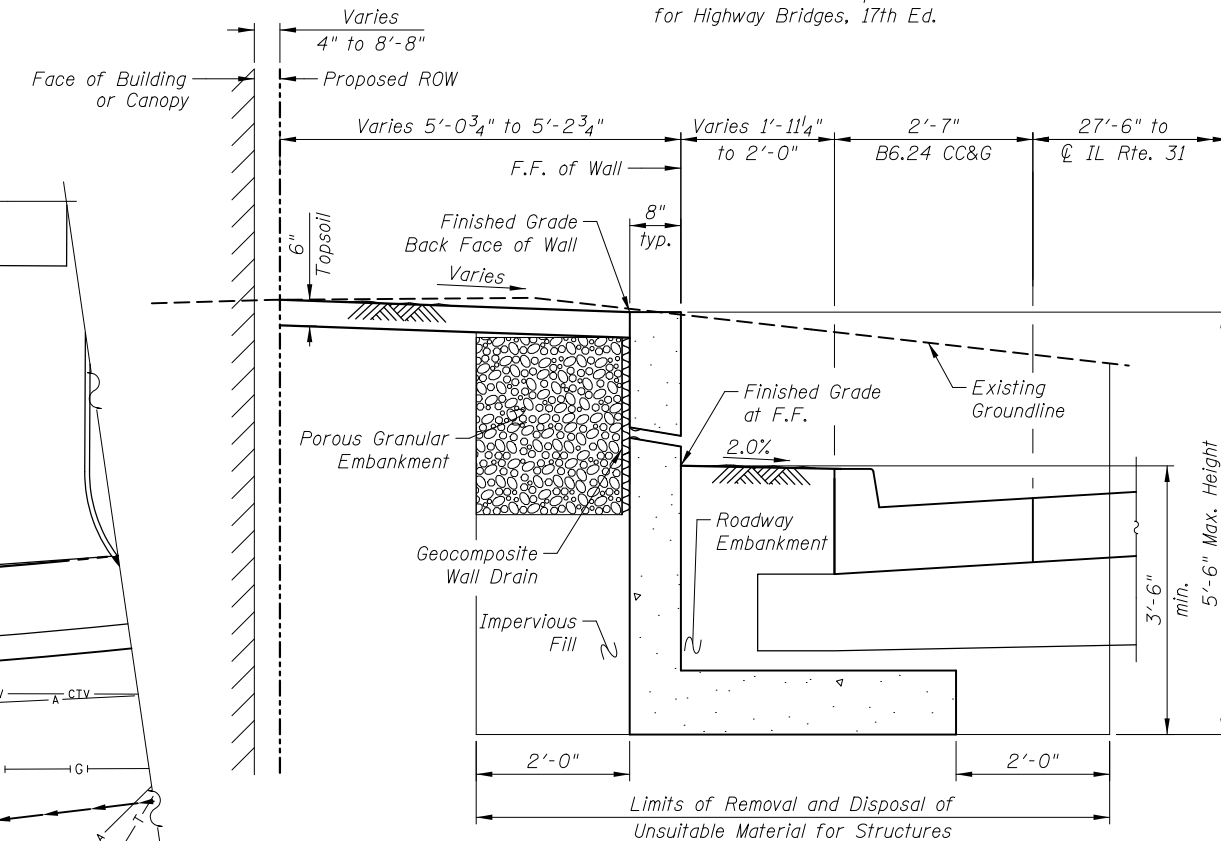 for Highway Bridges, 17th Ed.
Varies
4" to 8'-8"
Face of Building
or Canopy
Proposed ROW
Varies 5'-0¾" to 5'-2¾"
Varies 1'-11¼"
to 2'-0"
2'-7"
B6.24 CC&G
27'-6" to
℄ IL Rte. 31
F.F. of Wall
8"
typ.
Finished Grade
Back Face of Wall
6"
Topsoil
Varies
Existing
Groundline
Finished Grade
at F.F.
2.0%
Porous Granular
Embankment
Roadway
Embankment
Geocomposite
Wall Drain
Impervious
Fill
3'-6"
min.
5'-6" Max. Height
CTV
A
G
2'-0"
2'-0"
Limits of Removal and Disposal of
Unsuitable Material for Structures
A
T